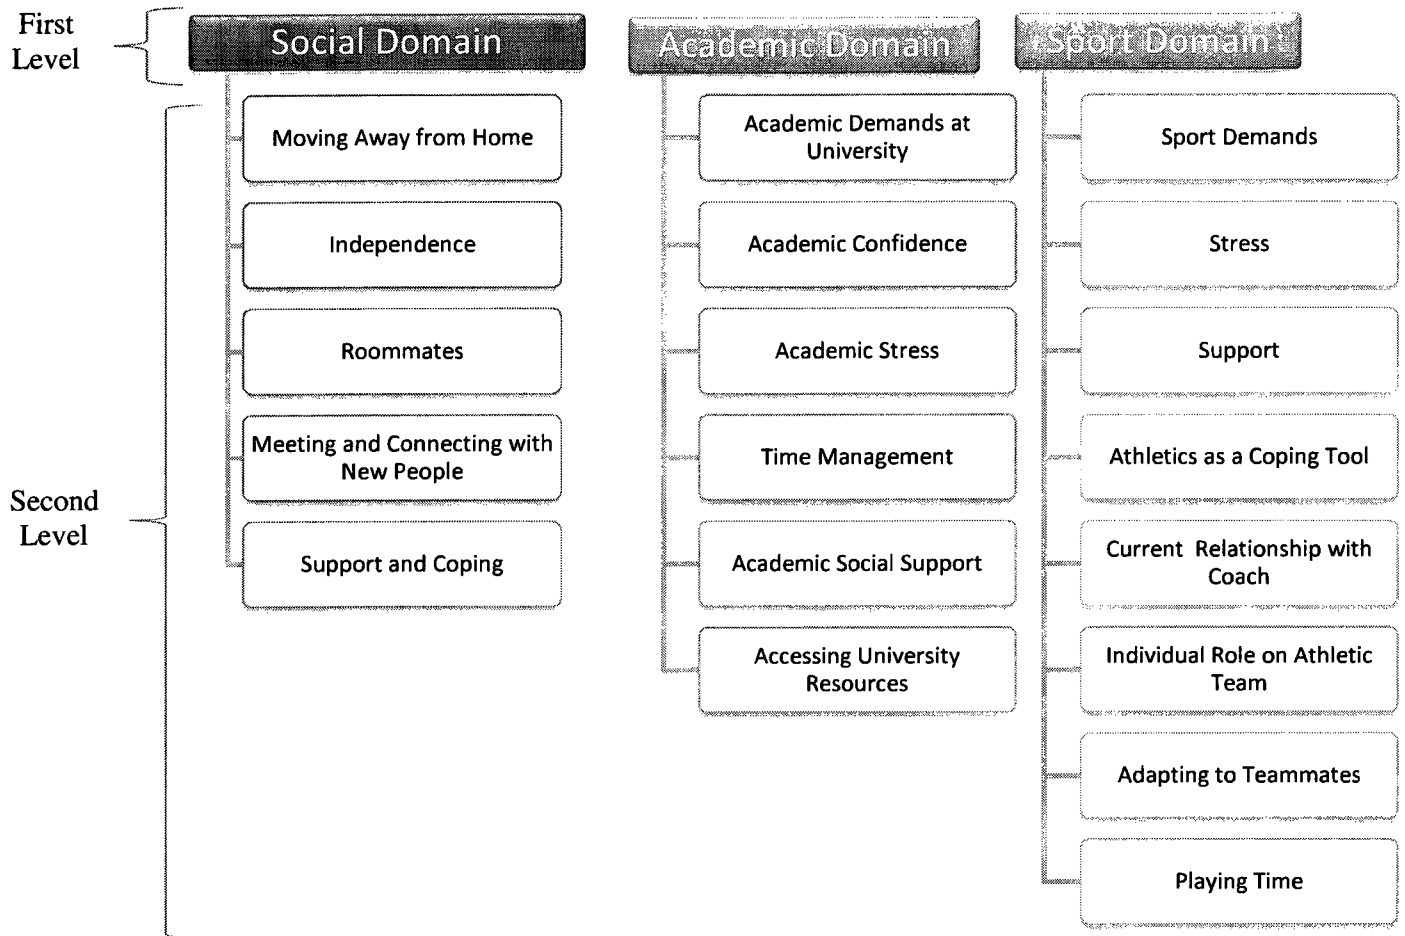 First
Level
Social Domain
Academic Domain
Sport Domain
Second
Level
Moving Away from Home
Independence
Roommates
Meeting and Connecting with
New People
Support and Coping
Academic Demands at
University
Academic Confidence
Academic Stress
Time Management
Academic Social Support
Accessing University
Resources
Sport Demands
Stress
Support
Athletics as a Coping Tool
Current Relationship with
Coach
Individual Role on Athletic
Team
Adapting to Teammates
Playing Time